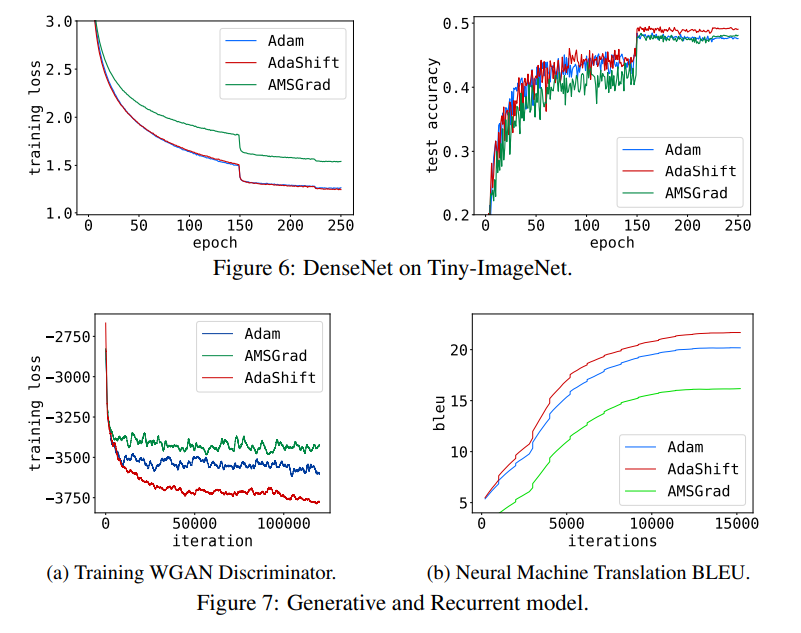 3.0
2.5
2.0
1.5
1.0
training loss
Adam
AdaShift
AMSGrad
0 50 100 150 200 250
epoch
0.5
0.4
0.3
0.2
test accuracy
Adam
AdaShift
AMSGrad
0 50 100 150 200 250
epoch
Figure 6: DenseNet on Tiny-ImageNet.
−2750
−3000
−3250
−3500
−3750
training loss
Adam
AMSGrad
AdaShift
0 50000 100000
iteration
20
15
10
5
bleu
Adam
AdaShift
AMSGrad
0 5000 10000 15000
iterations
(a) Training WGAN Discriminator.
(b) Neural Machine Translation BLEU.
Figure 7: Generative and Recurrent model.